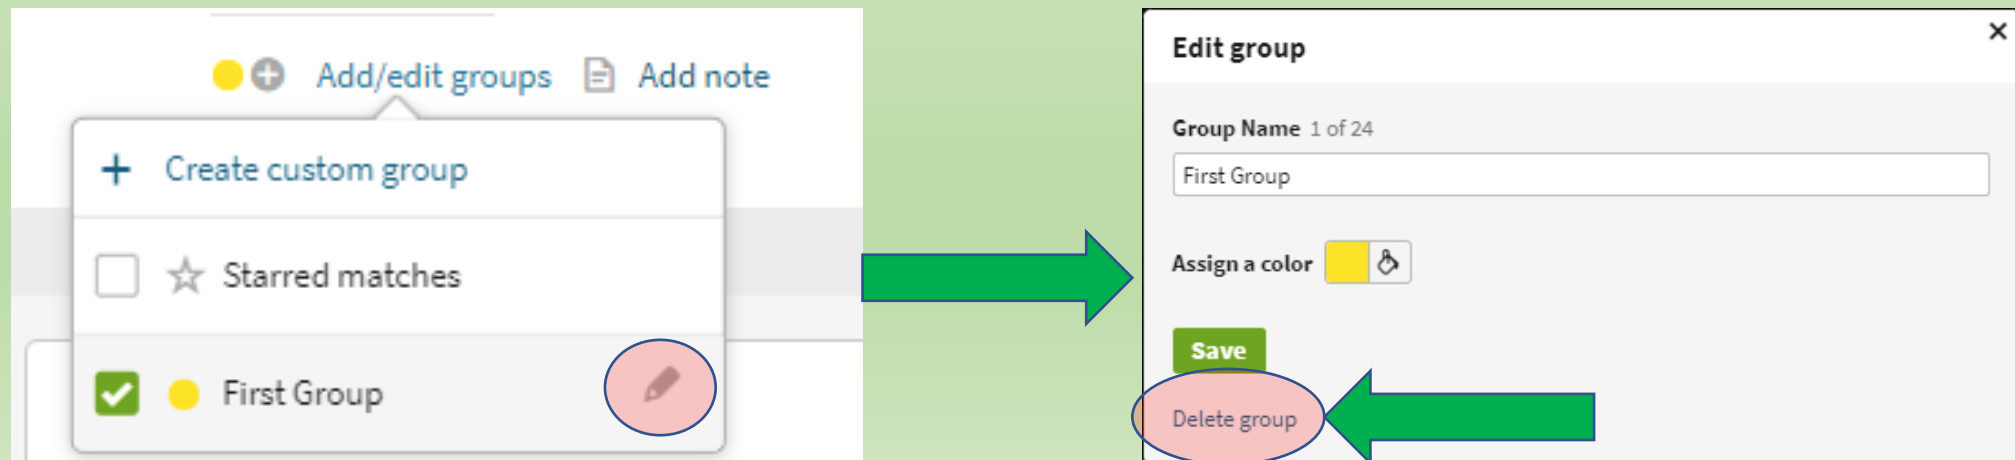 Add/edit groups Add note
Create custom group
Starred matches
First Group
Edit group
Group Name 1 of 24
First Group
Assign a color
Save
Delete group